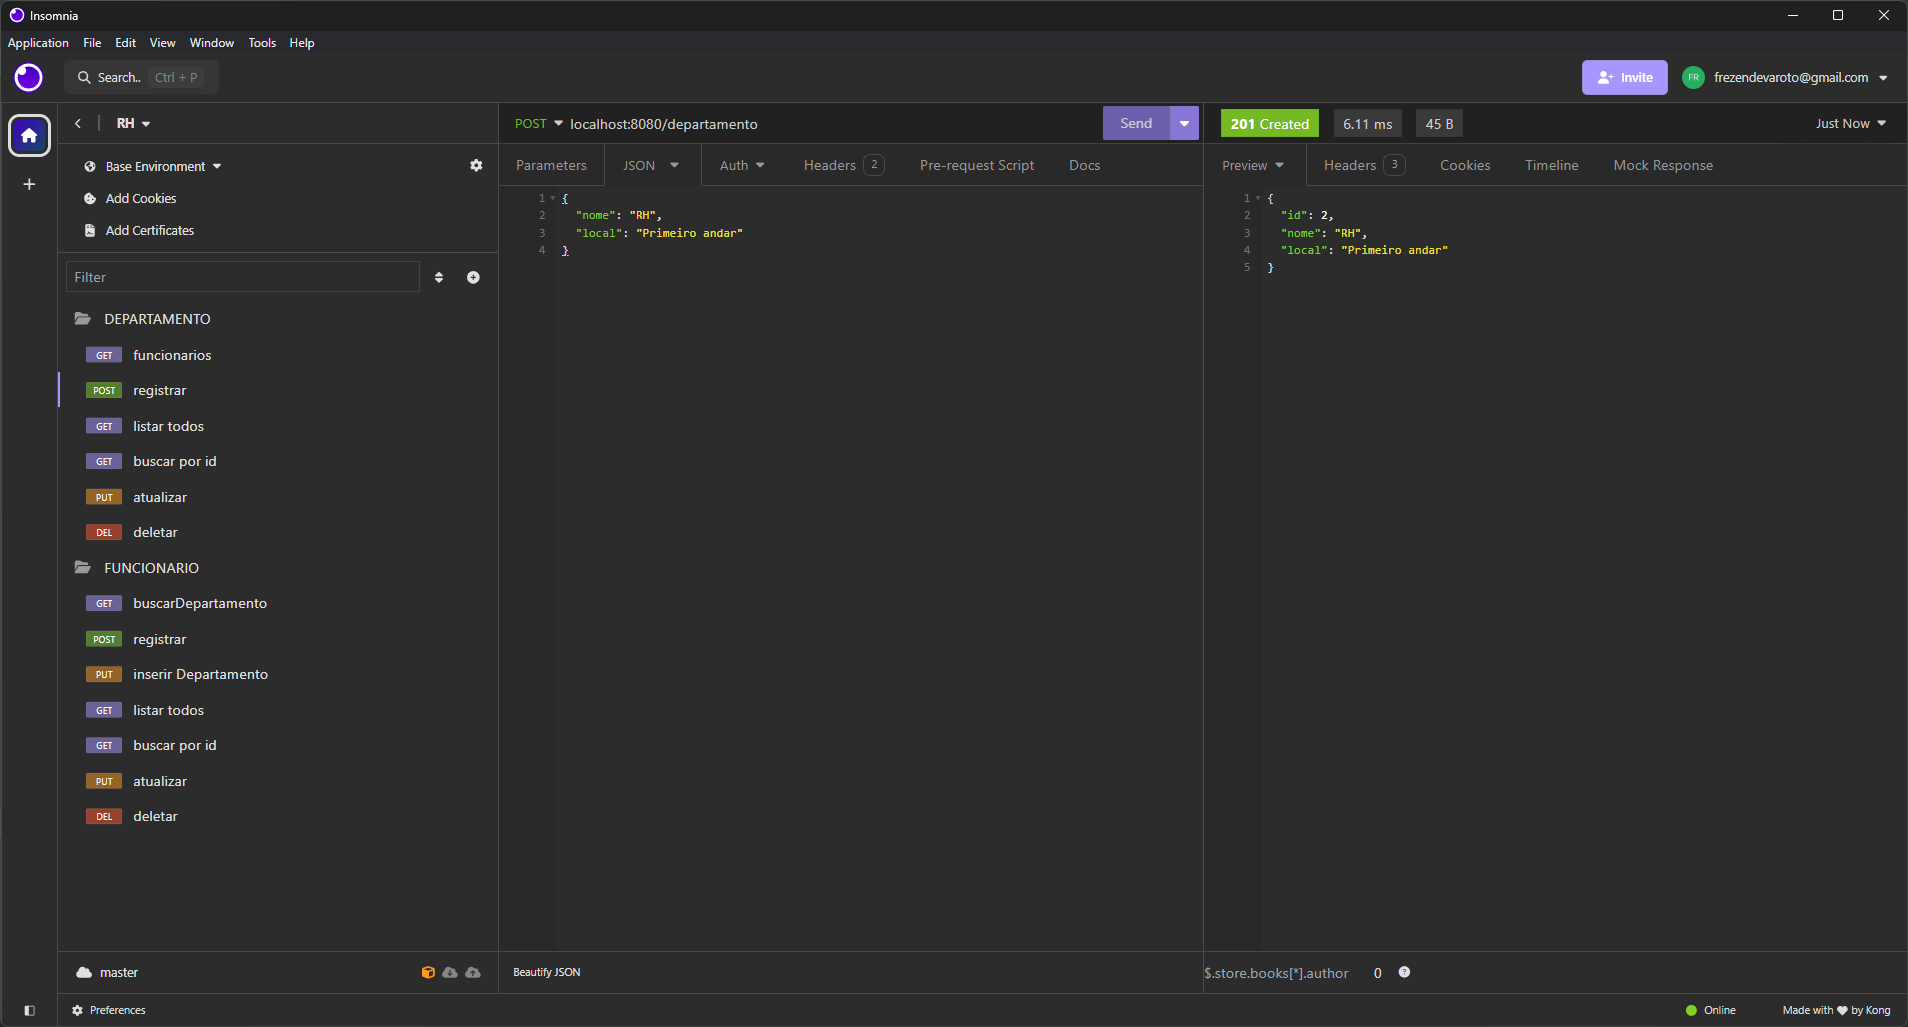 Insomnia
Application File Edit View Window Tools Help
Search.. Ctrl + P
Invite FR frezendevaroto@gmail.com
RH
Base Environment
Add Cookies
Add Certificates
Filter
DEPARTAMENTO
GET funcionarios
POST registrar
GET listar todos
GET buscar por id
PUT atualizar
DEL deletar
FUNCIONARIO
GET buscarDepartamento
POST registrar
PUT inserir Departamento
GET listar todos
GET buscar por id
PUT atualizar
DEL deletar
master
Preferences
POST localhost:8080/departamento Send
Parameters JSON Auth Headers 2 Pre-request Script Docs
1 {
2 "nome": "RH",
3 "local": "Primeiro andar"
4 }
Beautify JSON
201 Created 6.11 ms 45 B Just Now
Preview Headers 3 Cookies Timeline Mock Response
1 {
2 "id": 2,
3 "nome": "RH",
4 "local": "Primeiro andar"
5 }
$.store.books[*].author 0 ?
Online Made with ♥ by Kong